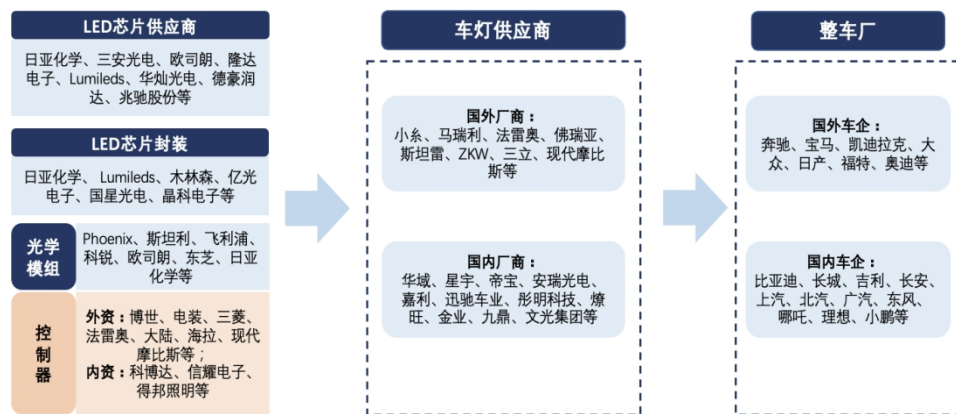 LED芯片供应商
日亚化学、三安光电、欧司朗、隆达
电子、Lumileds、华灿光电、德豪润
达、兆驰股份等
LED芯片封装
日亚化学、Lumileds、木林森、亿光
电子、国星光电、晶科电子等
光学
模组
Phoenix、斯坦利、飞利浦、
科锐、欧司朗、东芝、日亚
化学等
控
制
器
外资：博世、电装、三菱、
法雷奥、大陆、海拉、现代
摩比斯等；
内资：科博达、信耀电子、
得邦照明等
车灯供应商
国外厂商：
小糸、马瑞利、法雷奥、佛瑞亚、
斯坦雷、ZKW、三立、现代摩比
斯等
国内厂商：
华域、星宇、帝宝、安瑞光电、
嘉利、迅驰车业、彤明科技、燎
旺、金业、九鼎、文光集团等
整车厂
国外车企：
奔驰、宝马、凯迪拉克、大
众、日产、福特、奥迪等
国内车企：
比亚迪、长城、吉利、长安、
上汽、北汽、广汽、东风、
哪吒、理想、小鹏等